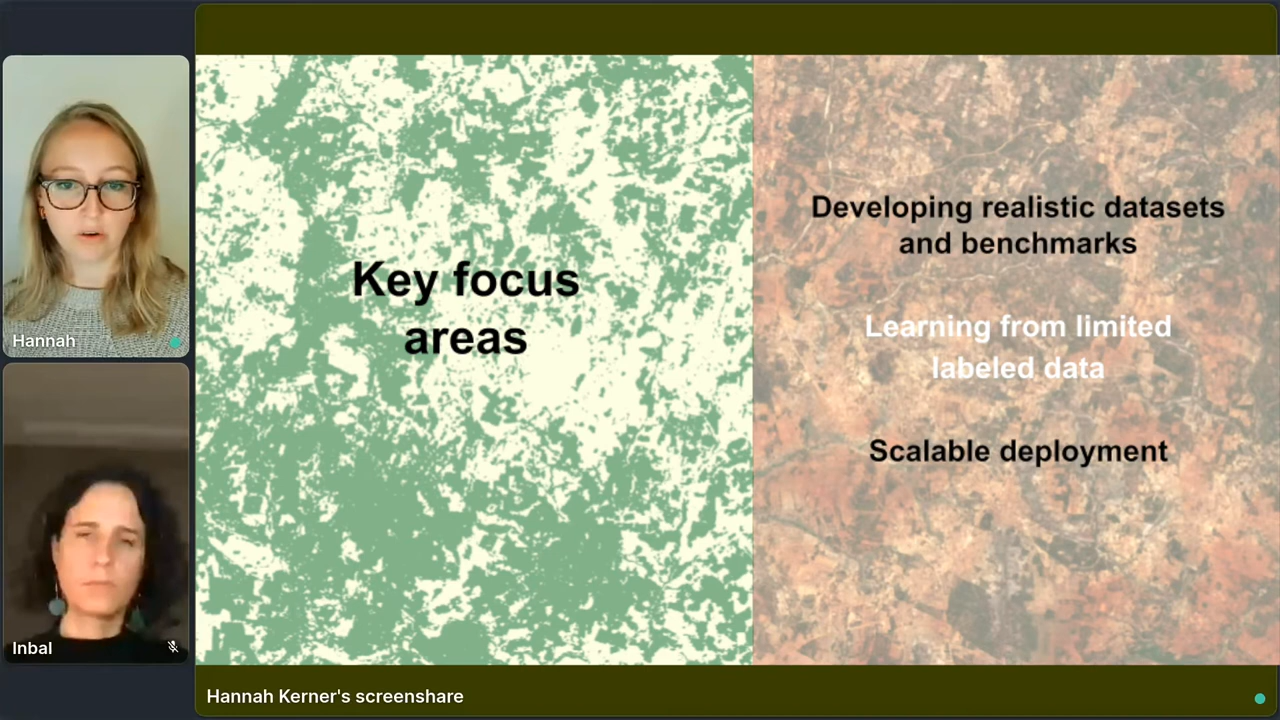 Hannah
Inbal
Key focus
areas
Developing realistic datasets
and benchmarks
Learning from limited
labeled data
Scalable deployment
Hannah Kerner's screenshare